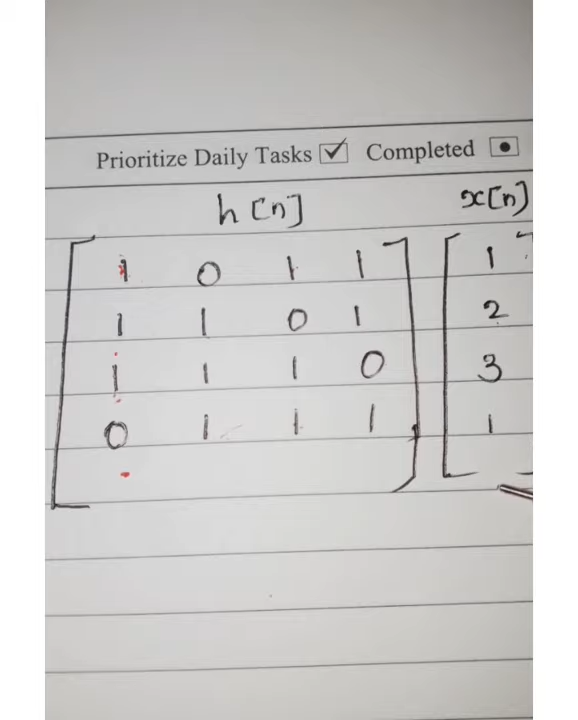 Prioritize Daily Tasks ☑ Completed
h[n] x[n]
1 0 1 1 1
1 1 0 1 2
1 1 1 0 3
0 1 1 1 1